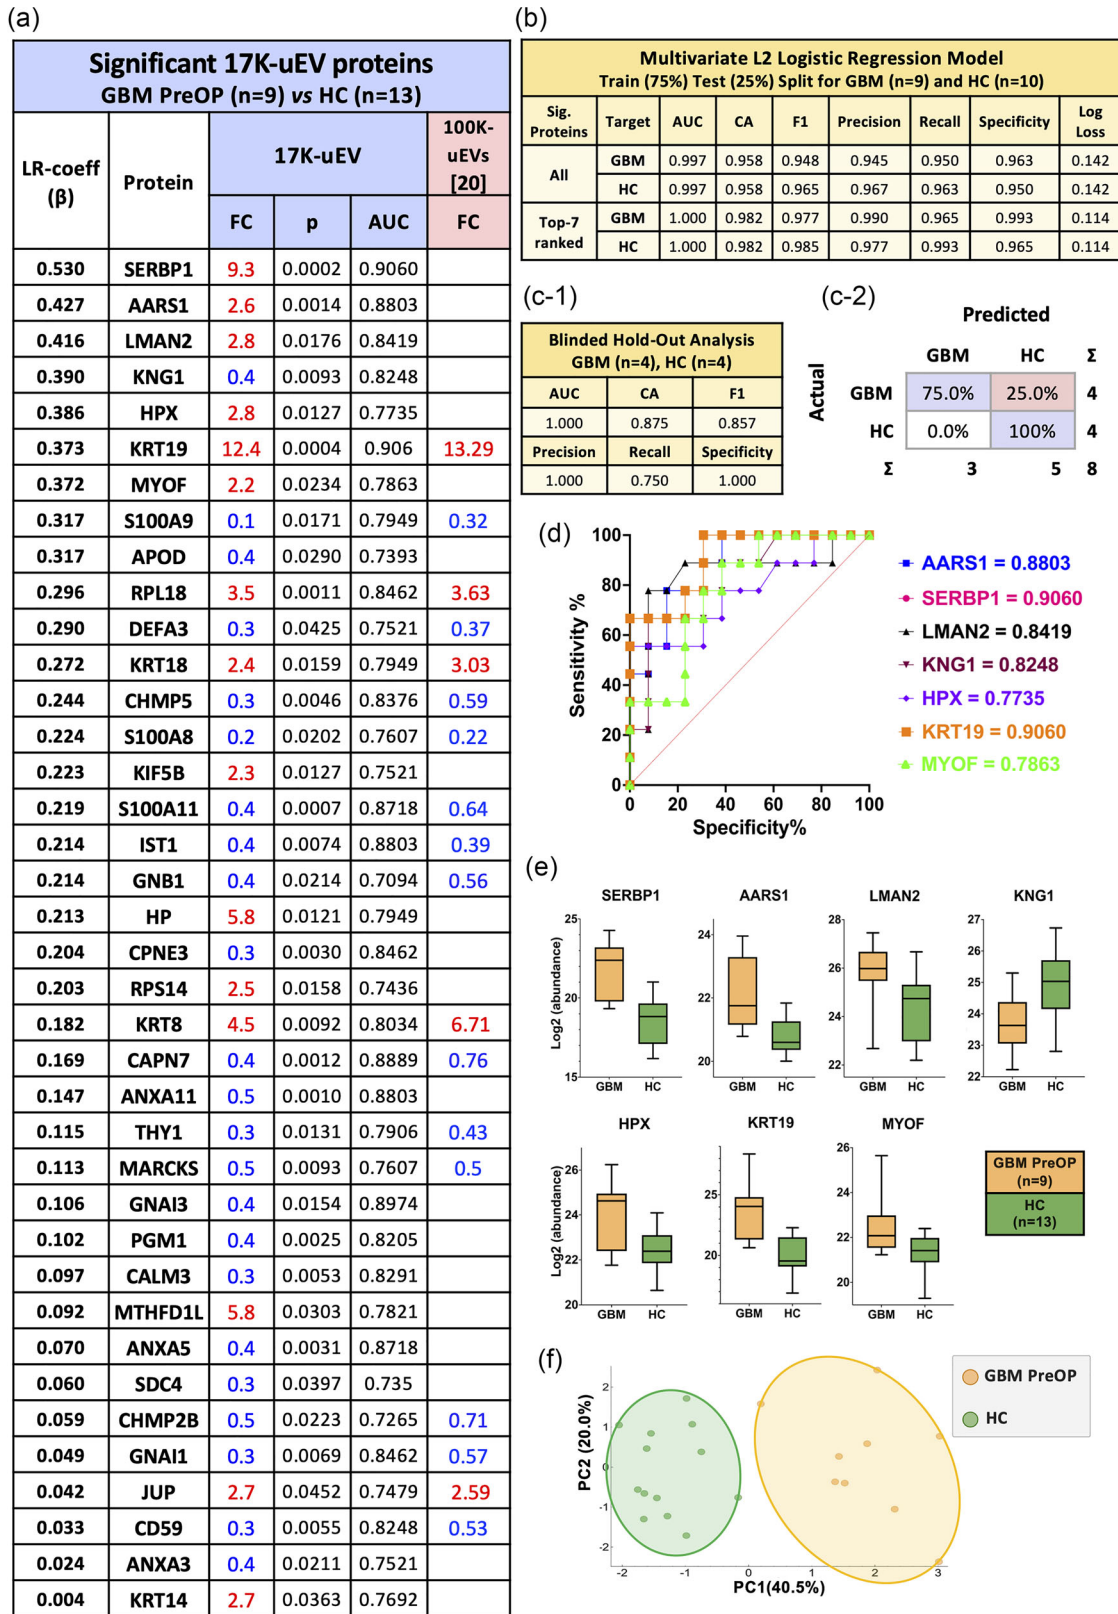 (a)
Significant 17K-uEV proteins
GBM PreOP (n=9) vs HC (n=13)
LR-coeff (β) Protein 17K-uEV 100K-uEVs [20]
FC p AUC FC
0.530 SERBP1 9.3 0.0002 0.9060
0.427 AARS1 2.6 0.0014 0.8803
0.416 LMAN2 2.8 0.0176 0.8419
0.390 KNG1 0.4 0.0093 0.8248
0.386 HPX 2.8 0.0127 0.7735
0.373 KRT19 12.4 0.0004 0.906 13.29
0.372 MYOF 2.2 0.0234 0.7863
0.317 S100A9 0.1 0.0171 0.7949 0.32
0.317 APOD 0.4 0.0290 0.7393
0.296 RPL18 3.5 0.0011 0.8462 3.63
0.290 DEFA3 0.3 0.0425 0.7521 0.37
0.272 KRT18 2.4 0.0159 0.7949 3.03
0.244 CHMP5 0.3 0.0046 0.8376 0.59
0.224 S100A8 0.2 0.0202 0.7607 0.22
0.223 KIF5B 2.3 0.0127 0.7521
0.219 S100A11 0.4 0.0007 0.8718 0.64
0.214 IST1 0.4 0.0074 0.8803 0.39
0.214 GNB1 0.4 0.0214 0.7094 0.56
0.213 HP 5.8 0.0121 0.7949
0.204 CPNE3 0.3 0.0030 0.8462
0.203 RPS14 2.5 0.0158 0.7436
0.182 KRT8 4.5 0.0092 0.8034 6.71
0.169 CAPN7 0.4 0.0012 0.8889 0.76
0.147 ANXA11 0.5 0.0010 0.8803
0.115 THY1 0.3 0.0131 0.7906 0.43
0.113 MARCKS 0.5 0.0093 0.7607 0.5
0.106 GNAI3 0.4 0.0154 0.8974
0.102 PGM1 0.4 0.0025 0.8205
0.097 CALM3 0.3 0.0053 0.8291
0.092 MTHFD1L 5.8 0.0303 0.7821
0.070 ANXA5 0.4 0.0031 0.8718
0.060 SDC4 0.3 0.0397 0.735
0.059 CHMP2B 0.5 0.0223 0.7265 0.71
0.049 GNAI1 0.3 0.0069 0.8462 0.57
0.042 JUP 2.7 0.0452 0.7479 2.59
0.033 CD59 0.3 0.0055 0.8248 0.53
0.024 ANXA3 0.4 0.0211 0.7521
0.004 KRT14 2.7 0.0363 0.7692
(b)
Multivariate L2 Logistic Regression Model
Train (75%) Test (25%) Split for GBM (n=9) and HC (n=10)
Sig. Proteins Target AUC CA F1 Precision Recall Specificity Log Loss
All GBM 0.997 0.958 0.948 0.945 0.950 0.963 0.142
HC 0.997 0.958 0.965 0.967 0.963 0.950 0.142
Top-7 ranked GBM 1.000 0.982 0.977 0.990 0.965 0.993 0.114
HC 1.000 0.982 0.985 0.977 0.993 0.965 0.114
(c-1)
Blinded Hold-Out Analysis
GBM (n=4), HC (n=4)
AUC CA F1
1.000 0.875 0.857
Precision Recall Specificity
1.000 0.750 1.000
(c-2)
Predicted
GBM HC Σ
Actual
GBM 75.0% 25.0% 4
HC 0.0% 100% 4
Σ 3 5 8
(d)
Sensitivity %
100
80
60
40
20
0
0 20 40 60 80 100
Specificity%
AARS1 = 0.8803
SERBP1 = 0.9060
LMAN2 = 0.8419
KNG1 = 0.8248
HPX = 0.7735
KRT19 = 0.9060
MYOF = 0.7863
(e)
SERBP1
Log2 (abundance)
25
20
15
GBM HC
AARS1
24
22
20
GBM HC
LMAN2
28
26
24
22
GBM HC
KNG1
27
26
25
24
23
22
GBM HC
HPX
Log2 (abundance)
26
24
22
20
GBM HC
KRT19
25
20
GBM HC
MYOF
26
24
22
20
GBM HC
GBM PreOP
(n=9)
HC
(n=13)
(f)
PC2 (20.0%)
2
1
0
-1
-2
-2 -1 0 1 2 3
PC1(40.5%)
GBM PreOP
HC